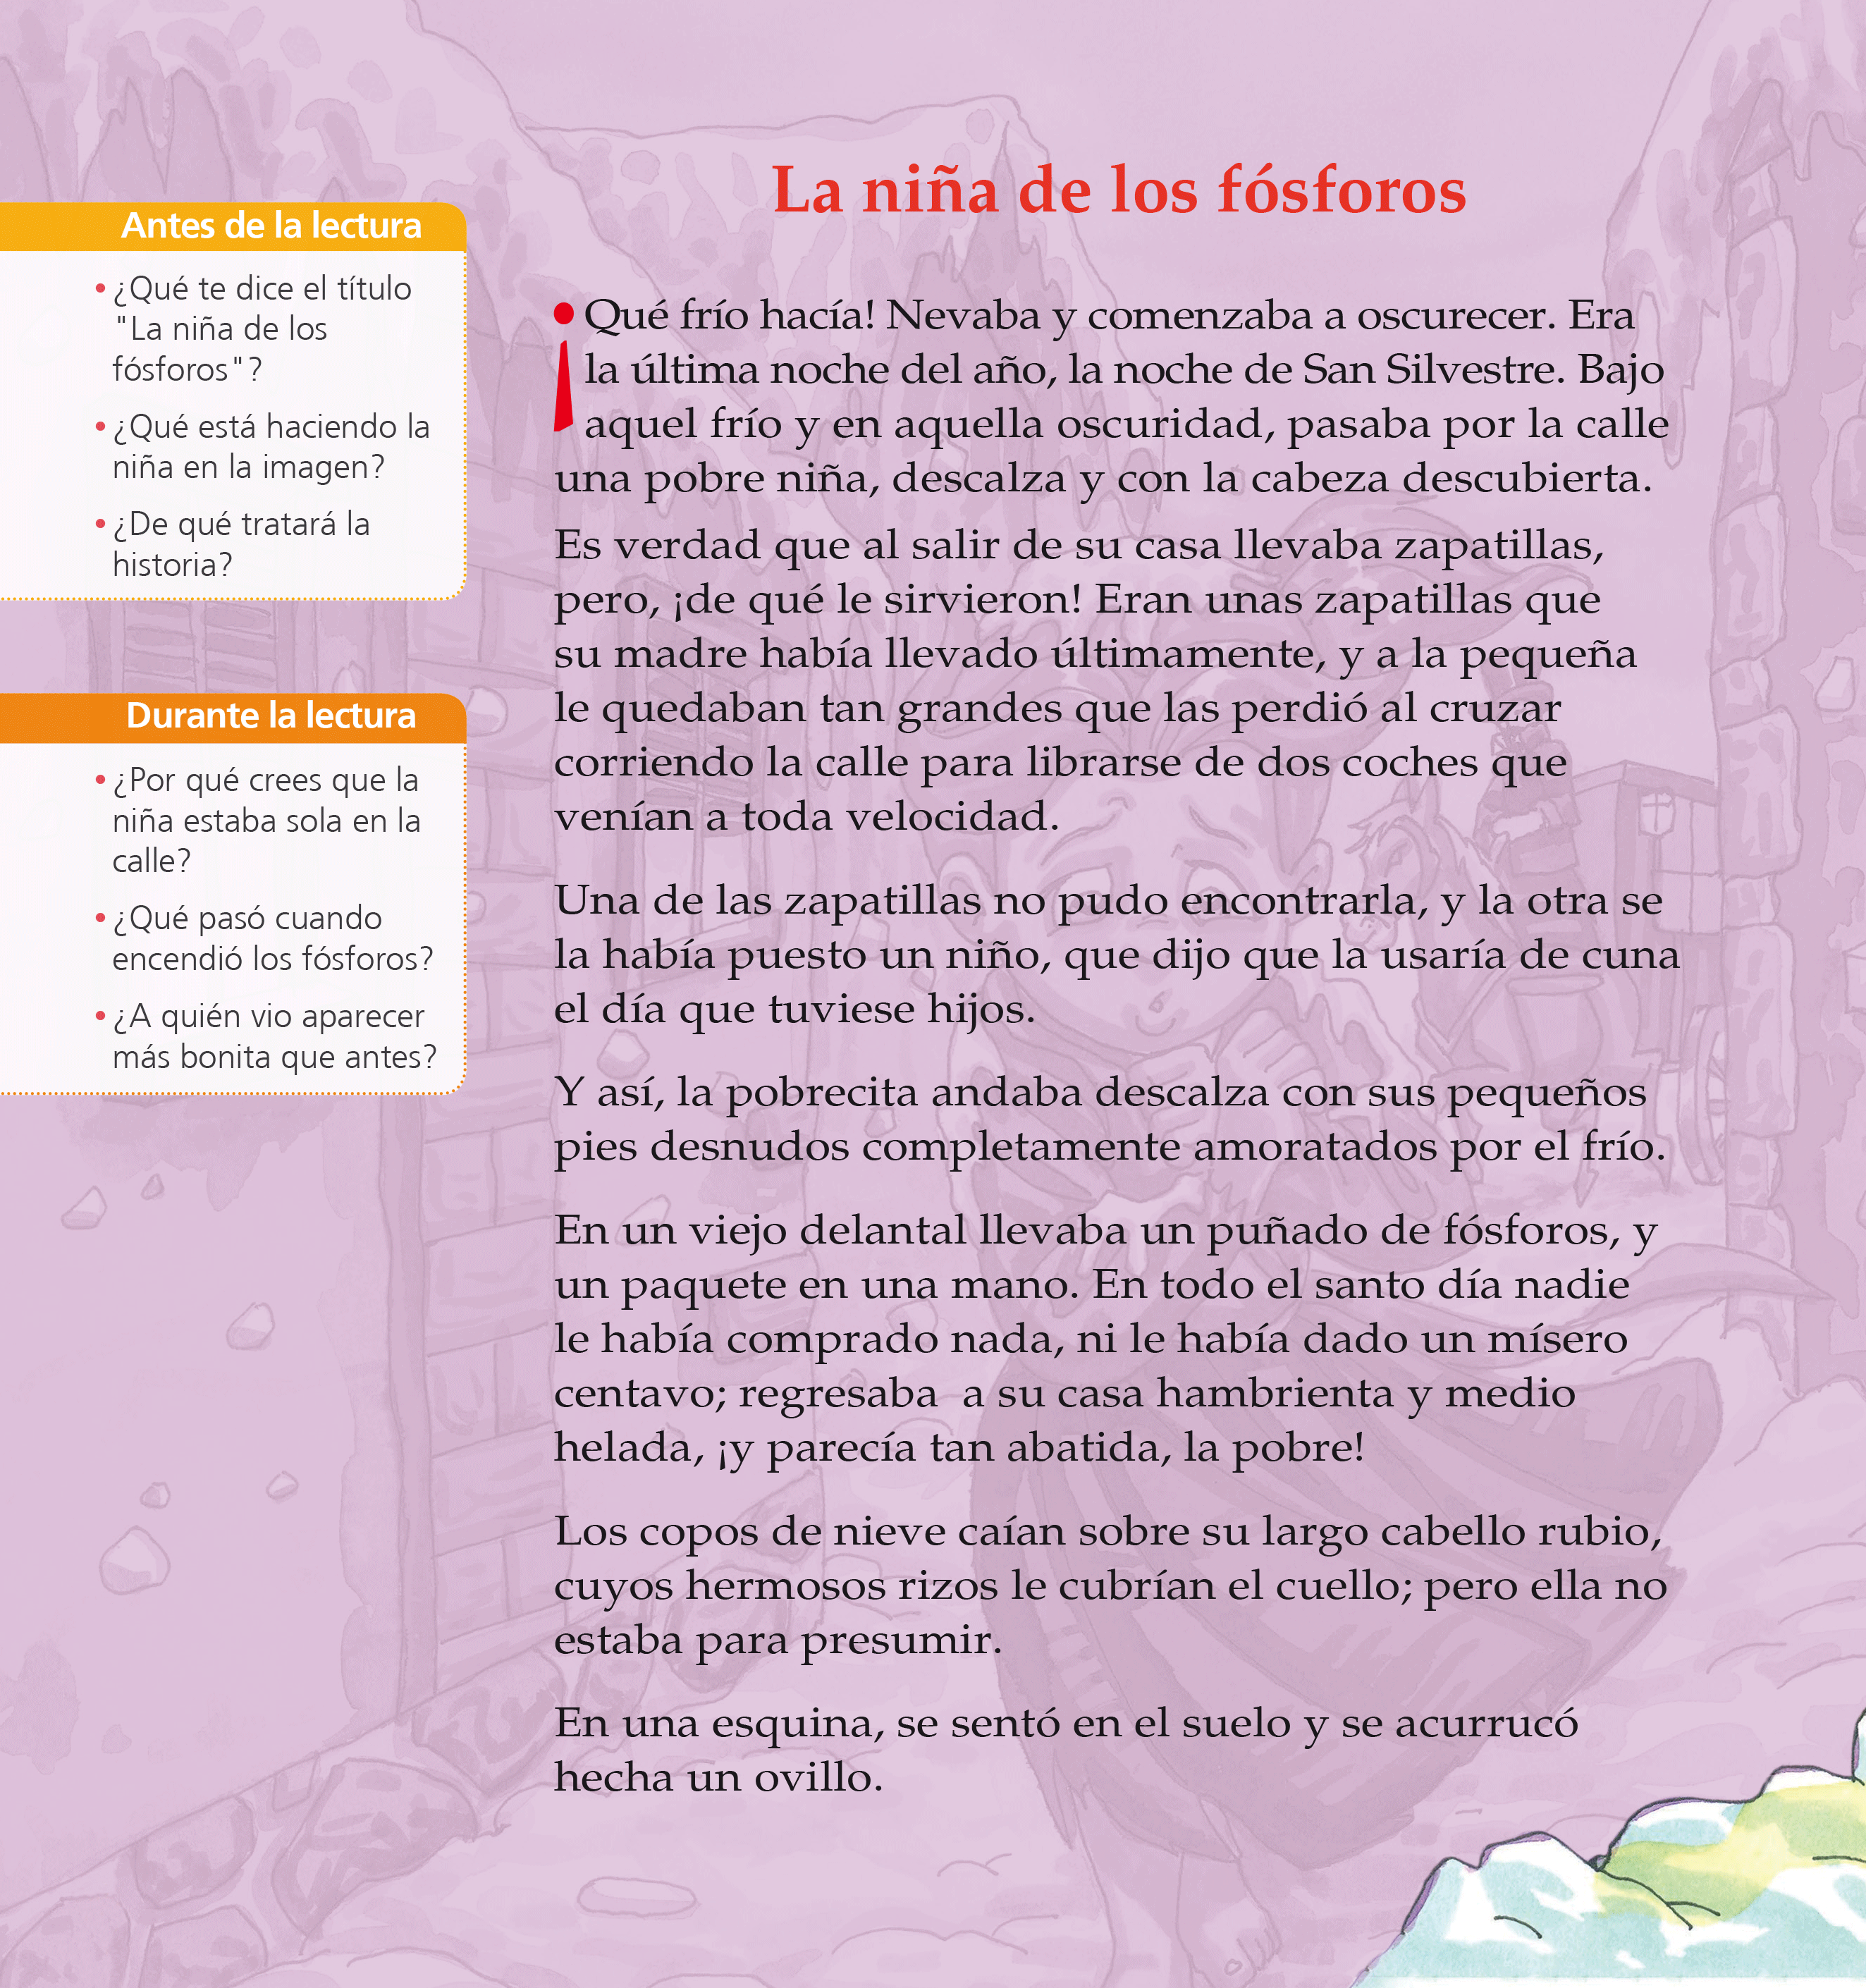 La niña de los fósforos
Antes de la lectura
• ¿Qué te dice el título
"La niña de los
fósforos"?
• ¿Qué está haciendo la
niña en la imagen?
• ¿De qué tratará la
historia?
Durante la lectura
• ¿Por qué crees que la
niña estaba sola en la
calle?
• ¿Qué pasó cuando
encendió los fósforos?
• ¿A quién vio aparecer
más bonita que antes?
¡Qué frío hacía! Nevaba y comenzaba a oscurecer. Era
la última noche del año, la noche de San Silvestre. Bajo
aquel frío y en aquella oscuridad, pasaba por la calle
una pobre niña, descalza y con la cabeza descubierta.
Es verdad que al salir de su casa llevaba zapatillas,
pero, ¡de qué le sirvieron! Eran unas zapatillas que
su madre había llevado últimamente, y a la pequeña
le quedaban tan grandes que las perdió al cruzar
corriendo la calle para librarse de dos coches que
venían a toda velocidad.
Una de las zapatillas no pudo encontrarla, y la otra se
la había puesto un niño, que dijo que la usaría de cuna
el día que tuviese hijos.
Y así, la pobrecita andaba descalza con sus pequeños
pies desnudos completamente amoratados por el frío.
En un viejo delantal llevaba un puñado de fósforos, y
un paquete en una mano. En todo el santo día nadie
le había comprado nada, ni le había dado un mísero
centavo; regresaba  a su casa hambrienta y medio
helada, ¡y parecía tan abatida, la pobre!
Los copos de nieve caían sobre su largo cabello rubio,
cuyos hermosos rizos le cubrían el cuello; pero ella no
estaba para presumir.
En una esquina, se sentó en el suelo y se acurrucó
hecha un ovillo.